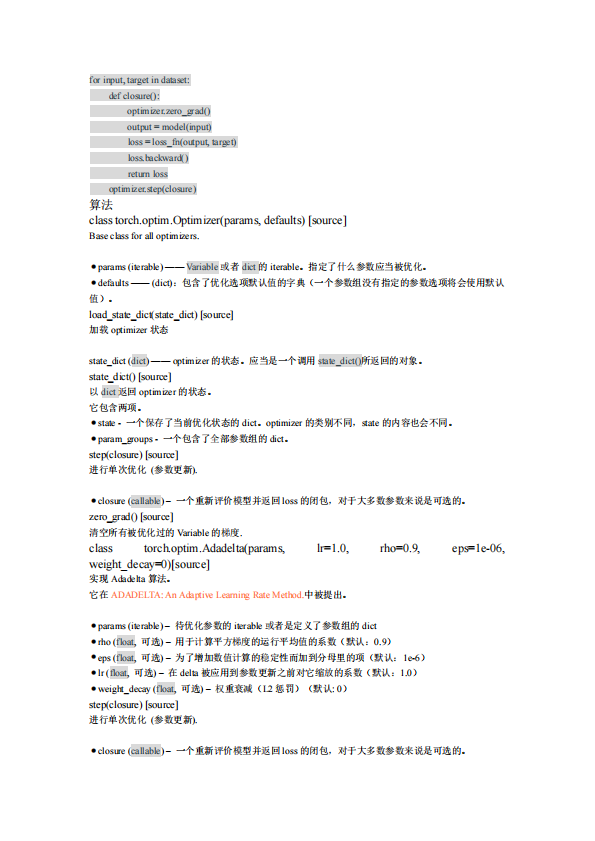 for input, target in dataset:
def closure():
optimizer.zero_grad()
output = model(input)
loss = loss_fn(output, target)
loss.backward()
return loss
optimizer.step(closure)
算法
class torch.optim.Optimizer(params, defaults) [source]
Base class for all optimizers.
●params (iterable) —— Variable 或者 dict 的 iterable。指定了什么参数应当被优化。
●defaults —— (dict)：包含了优化选项默认值的字典（一个参数组没有指定的参数选项将会使用默认
值）。
load_state_dict(state_dict) [source]
加载 optimizer 状态
state_dict (dict) —— optimizer 的状态。应当是一个调用 state_dict()所返回的对象。
state_dict() [source]
以 dict 返回 optimizer 的状态。
它包含两项。
●state - 一个保存了当前优化状态的 dict。optimizer 的类别不同，state 的内容也会不同。
●param_groups - 一个包含了全部参数组的 dict。
step(closure) [source]
进行单次优化 (参数更新).
●closure (callable) – 一个重新评价模型并返回 loss 的闭包，对于大多数参数来说是可选的。
zero_grad() [source]
清空所有被优化过的 Variable 的梯度.
class torch.optim.Adadelta(params, lr=1.0, rho=0.9, eps=1e-06,
weight_decay=0)[source]
实现 Adadelta 算法。
它在 ADADELTA: An Adaptive Learning Rate Method.中被提出。
●params (iterable) – 待优化参数的 iterable 或者是定义了参数组的 dict
●rho (float, 可选) – 用于计算平方梯度的运行平均值的系数（默认：0.9）
●eps (float, 可选) – 为了增加数值计算的稳定性而加到分母里的项（默认：1e-6）
●lr (float, 可选) – 在 delta 被应用到参数更新之前对它缩放的系数（默认：1.0）
●weight_decay (float, 可选) – 权重衰减（L2 惩罚）（默认: 0）
step(closure) [source]
进行单次优化 (参数更新).
●closure (callable) – 一个重新评价模型并返回 loss 的闭包，对于大多数参数来说是可选的。